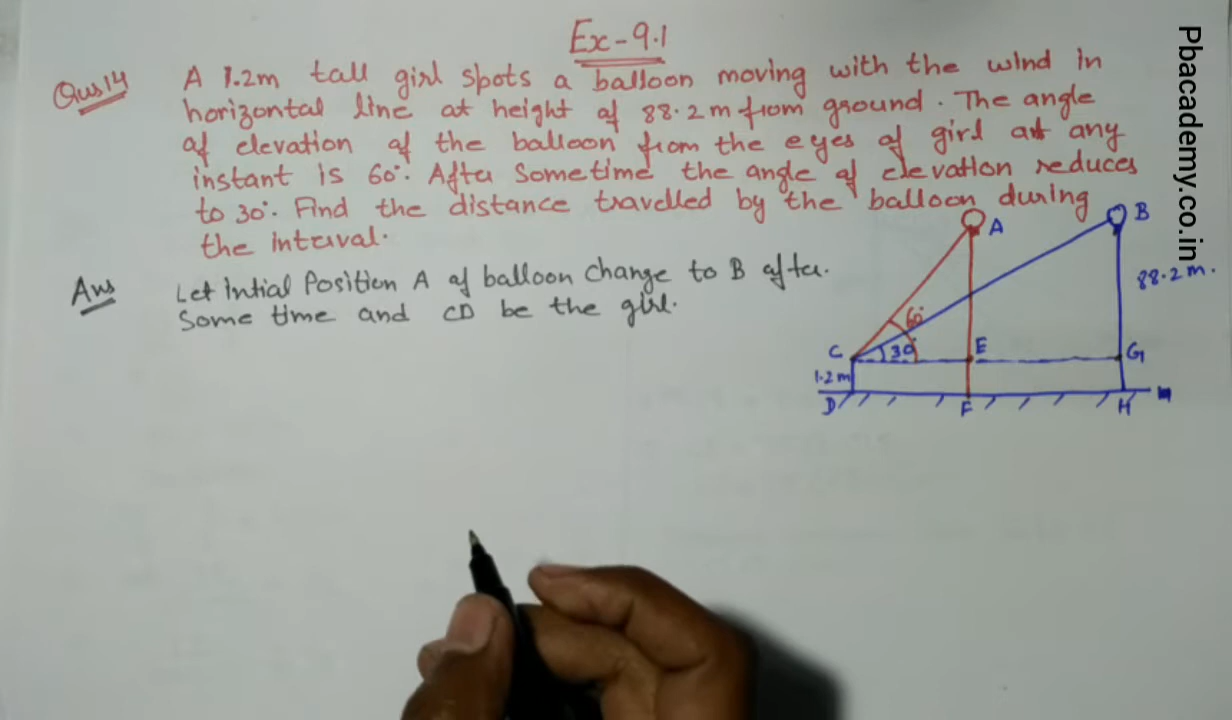 Ex-9.1
Qus 14
A 1.2m tall girl spots a balloon moving with the wind in
horizontal line at height of 88.2 m from ground. The angle
of elevation of the balloon from the eyes of girl at any
instant is 60°. After Sometime the angle of elevation reduces
to 30°. Find the distance travelled by the balloon during
the interval.
Ans
Let Intial Position A of balloon change to B after.
Some time and CD be the girl.
A
B
88.2 m.
60°
30°
C
E
G
1.2 m
D
F
H
Pbacademy.co.in